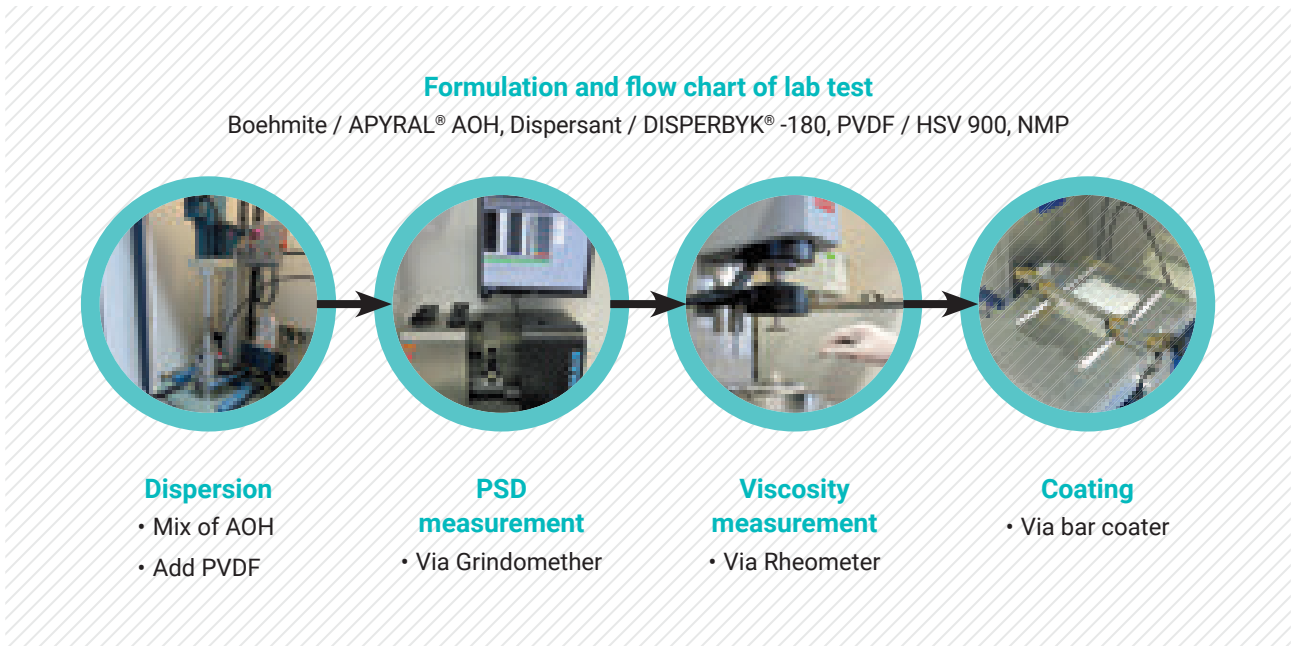 Formulation and flow chart of lab test
Boehmite / APYRAL® AOH, Dispersant / DISPERBYK® -180, PVDF / HSV 900, NMP
Dispersion
• Mix of AOH
• Add PVDF
PSD
measurement
• Via Grindomether
Viscosity
measurement
• Via Rheometer
Coating
• Via bar coater